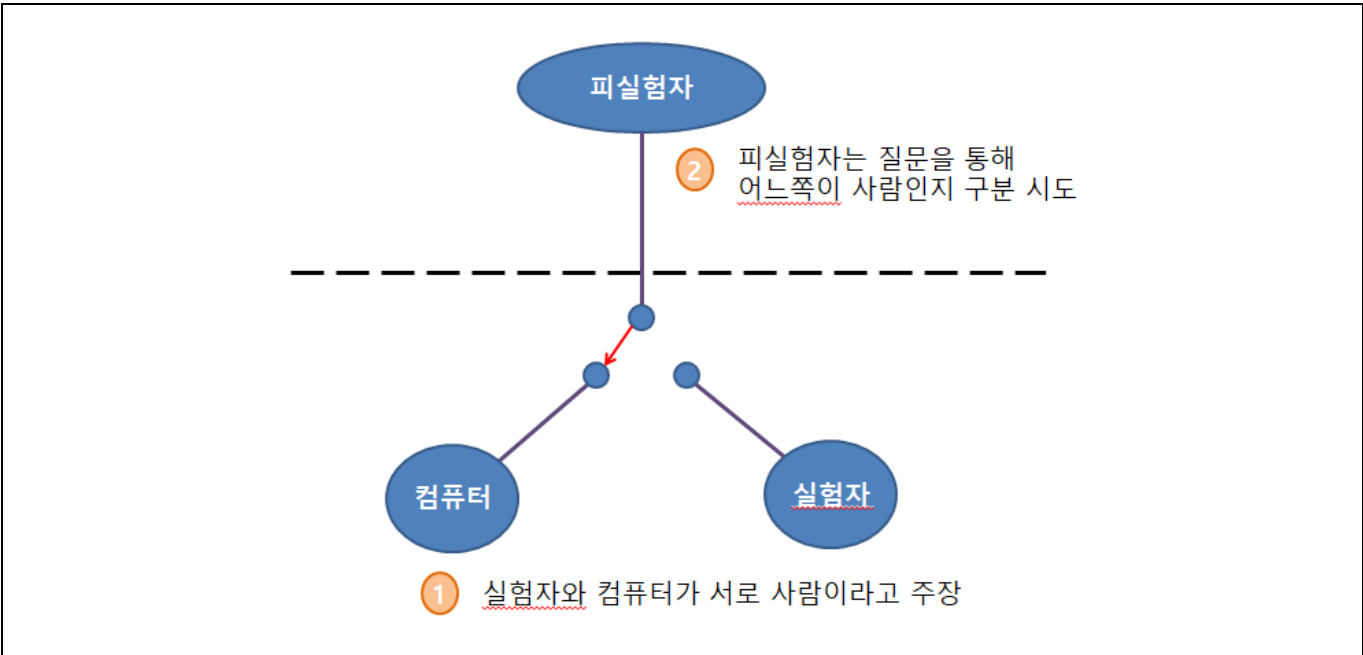 피실험자
2
피실험자는 질문을 통해
어느쪽이 사람인지 구분 시도
컴퓨터
실험자
1
실험자와 컴퓨터가 서로 사람이라고 주장